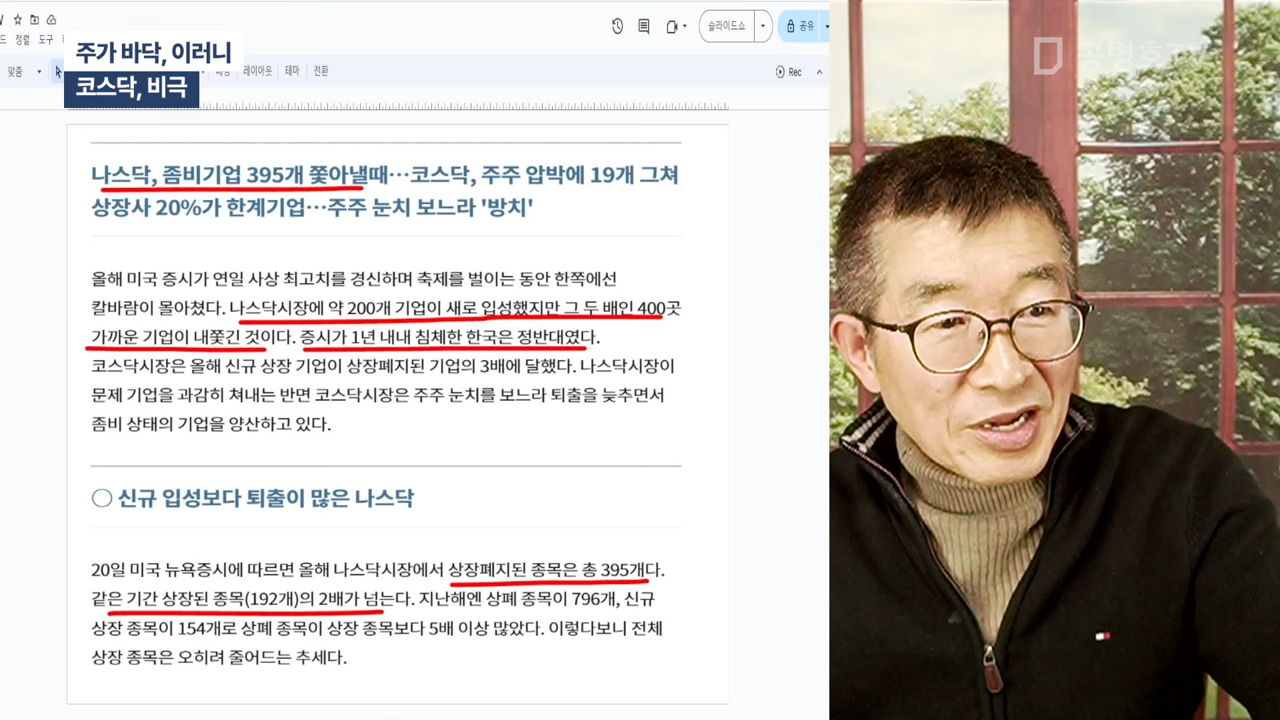 정렬 도구
슬라이드쇼
공유
주가 바닥, 이러니
코스닥, 비극
맞춤
레이아웃
테마
전환
Rec
공병호TV
나스닥, 좀비기업 395개 쫓아낼때…코스닥, 주주 압박에 19개 그쳐
상장사 20%가 한계기업…주주 눈치 보느라 '방치'
올해 미국 증시가 연일 사상 최고치를 경신하며 축제를 벌이는 동안 한쪽에선
칼바람이 몰아쳤다. 나스닥시장에 약 200개 기업이 새로 입성했지만 그 두 배인 400곳
가까운 기업이 내쫓긴 것이다. 증시가 1년 내내 침체한 한국은 정반대였다.
코스닥시장은 올해 신규 상장 기업이 상장폐지된 기업의 3배에 달했다. 나스닥시장이
문제 기업을 과감히 쳐내는 반면 코스닥시장은 주주 눈치를 보느라 퇴출을 늦추면서
좀비 상태의 기업을 양산하고 있다.
○ 신규 입성보다 퇴출이 많은 나스닥
20일 미국 뉴욕증시에 따르면 올해 나스닥시장에서 상장폐지된 종목은 총 395개다.
같은 기간 상장된 종목(192개)의 2배가 넘는다. 지난해엔 상폐 종목이 796개, 신규
상장 종목이 154개로 상폐 종목이 상장 종목보다 5배 이상 많았다. 이렇다보니 전체
상장 종목은 오히려 줄어드는 추세다.